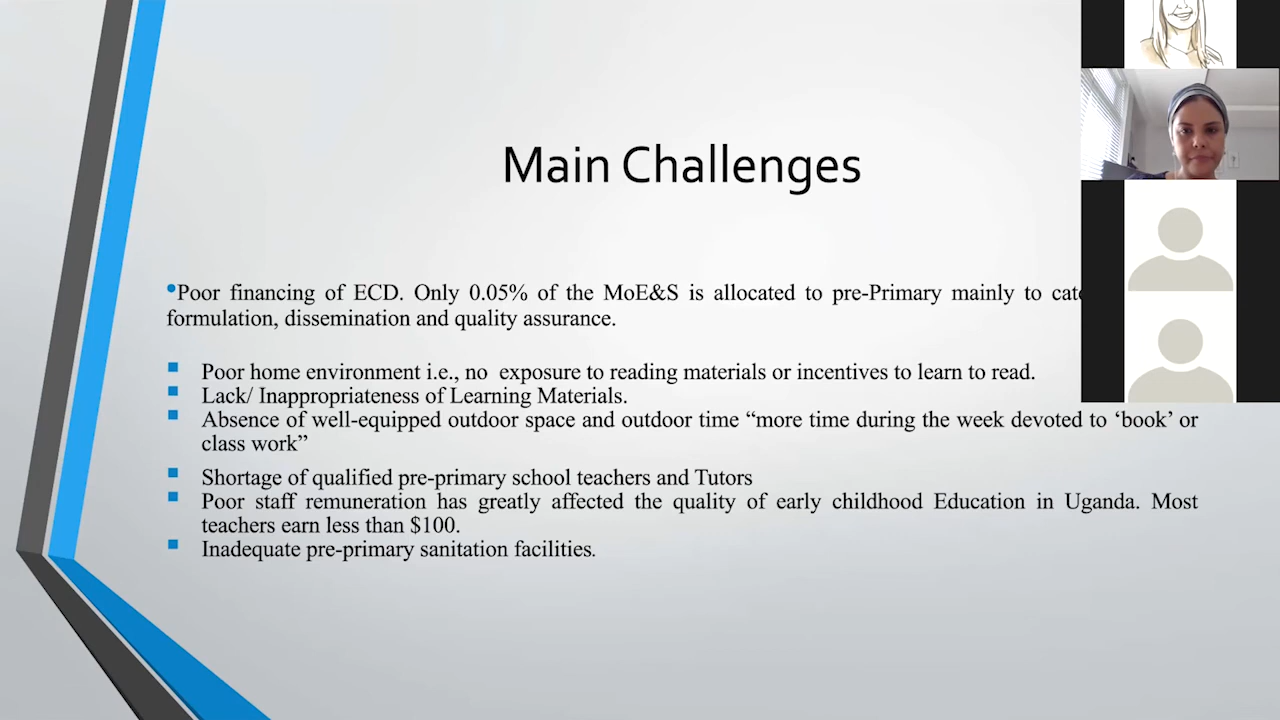 Main Challenges
•Poor financing of ECD. Only 0.05% of the MoE&S is allocated to pre-Primary mainly to
formulation, dissemination and quality assurance.
▪ Poor home environment i.e., no exposure to reading materials or incentives to learn to read.
▪ Lack/ Inappropriateness of Learning Materials.
▪ Absence of well-equipped outdoor space and outdoor time “more time during the week devoted to ‘book’ or
class work”
▪ Shortage of qualified pre-primary school teachers and Tutors
▪ Poor staff remuneration has greatly affected the quality of early childhood Education in Uganda. Most
teachers earn less than $100.
▪ Inadequate pre-primary sanitation facilities.